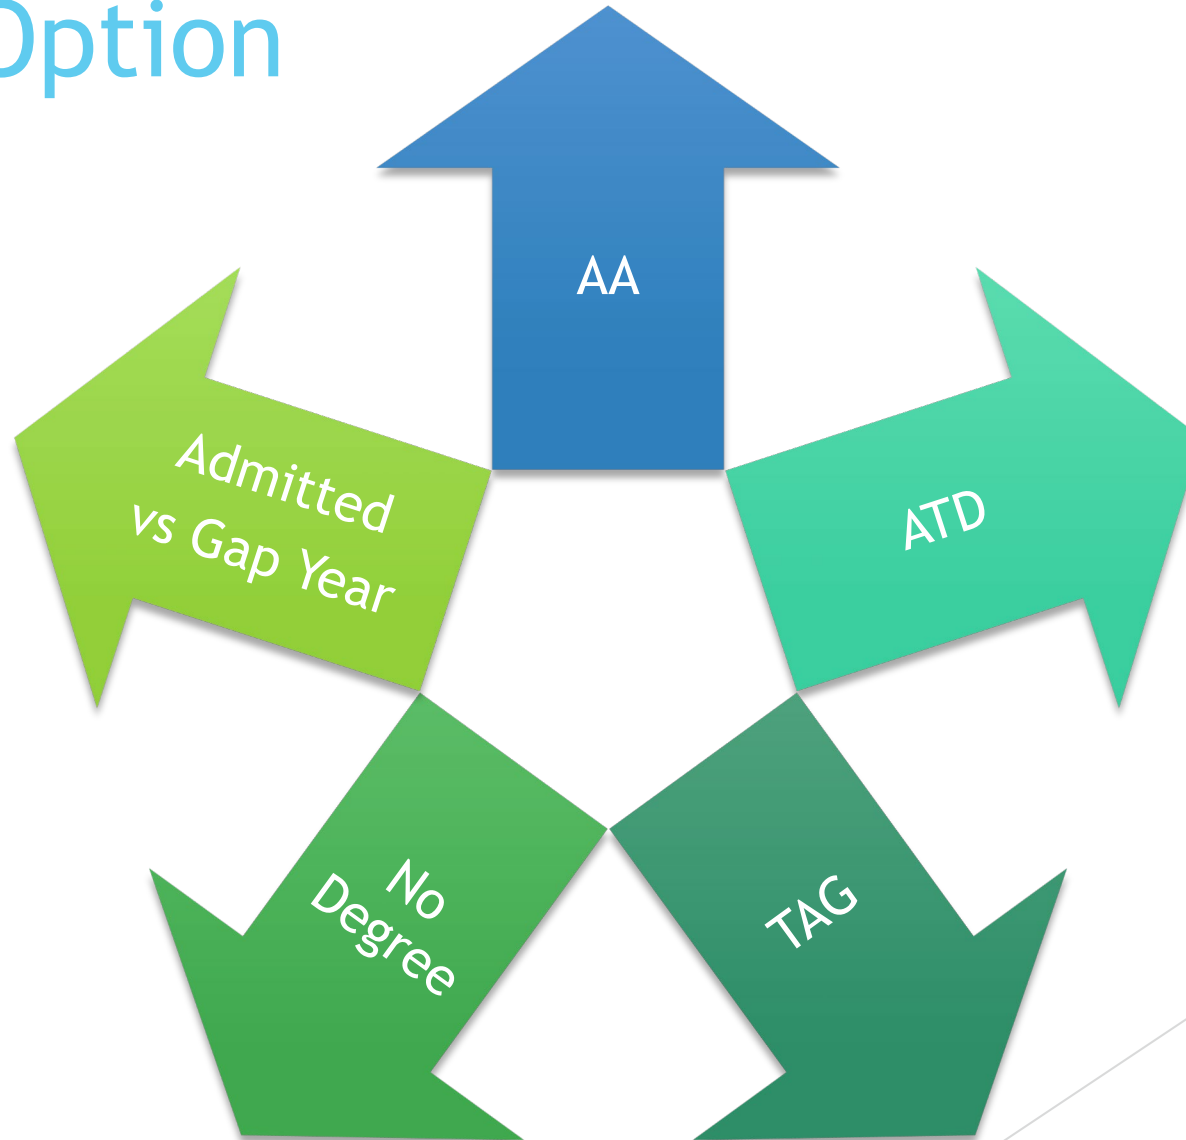 Option
AA
ATD
TAG
No
Degree
Admitted
vs Gap Year